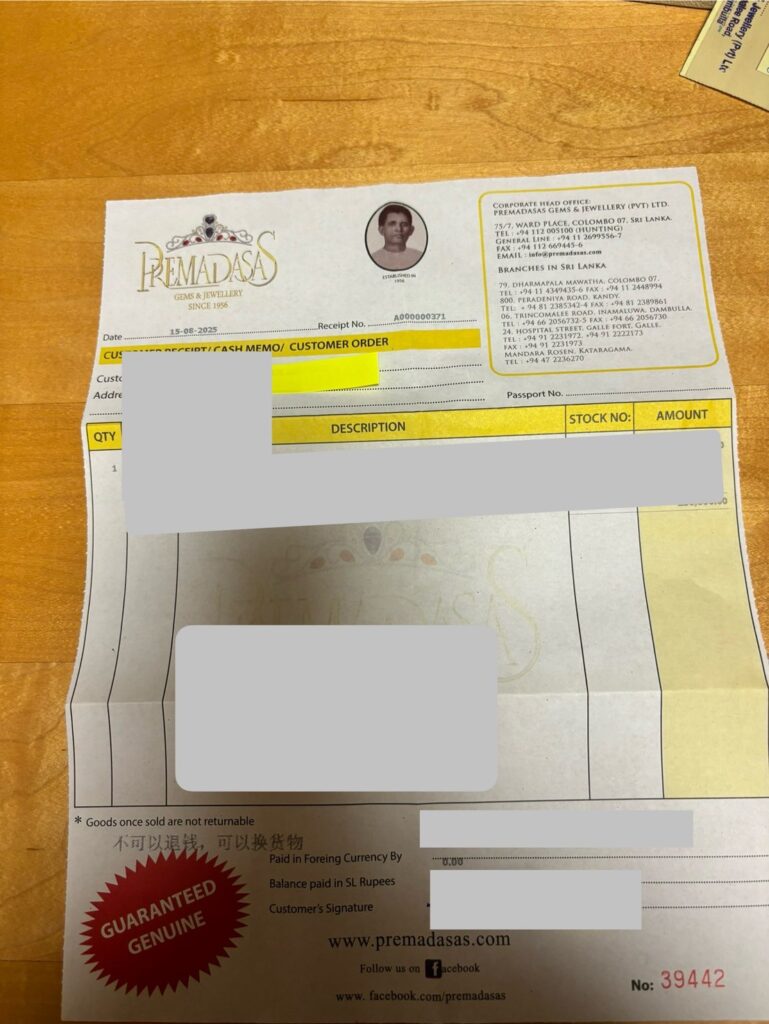 Jewellery (Pvt) Ltd
PREMADASAS
GEMS & JEWELLERY
SINCE 1956
ESTABLISHED IN
1956
CORPORATE HEAD OFFICE:
PREMADASAS GEMS & JEWELLERY (PVT) LTD.
75/7, WARD PLACE, COLOMBO 07. SRI LANKA.
TEL : +94 112 005100 (HUNTING)
GENERAL LINE : +94 11 2699556-7
FAX : +94 112 669445-6
EMAIL : info@premadasas.com
BRANCHES IN SRI LANKA
79, DHARMAPALA MAWATHA, COLOMBO 07.
TEL : +94 11 4349435-6 FAX : +94 11 2448994
800, PERADENIYA ROAD, KANDY.
TEL: +94 81 2385342-4 FAX : +94 81 2389861
06, TRINCOMALEE ROAD, INAMALUWA, DAMBULLA.
TEL : +94 66 2056732-5 FAX : +94 66 2056730
24, HOSPITAL STREET, GALLE FORT, GALLE.
TEL : +94 91 2231972, +94 91 2222173
FAX : +94 91 2231973
MANDARA ROSEN, KATARAGAMA.
TEL : +94 47 2236270
Date 15-08-2025 Receipt No. A000000371
CUSTOMER RECEIPT/ CASH MEMO/ CUSTOMER ORDER
Passport No.
QTY DESCRIPTION STOCK NO: AMOUNT
1
* Goods once sold are not returnable
不可以退钱，可以换货物
GUARANTEED
GENUINE
Paid in Foreing Currency By 0.00
Balance paid in SL Rupees
Customer's Signature
www.premadasas.com
Follow us on facebook
www. facebook.com/premadasas
No: 39442